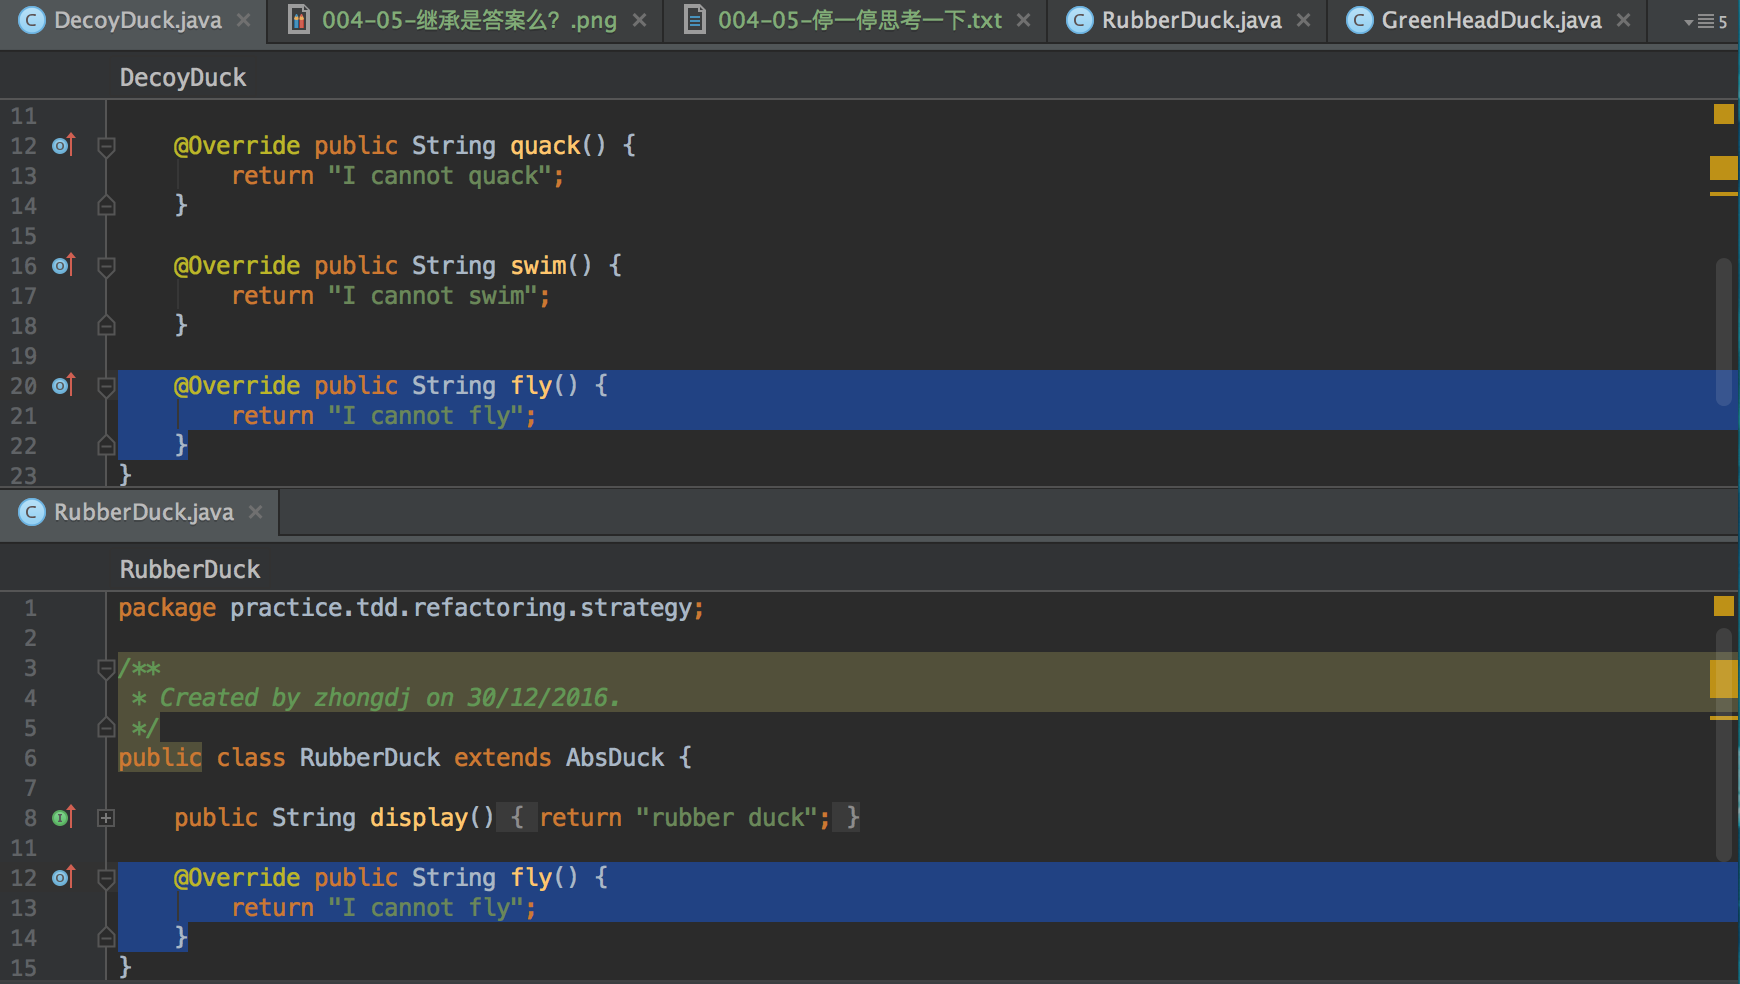 DecoyDuck.java
004-05-继承是答案么？.png
004-05-停一停思考一下.txt
RubberDuck.java
GreenHeadDuck.java
5
DecoyDuck
11
12 @Override public String quack() {
13 return "I cannot quack";
14 }
15
16 @Override public String swim() {
17 return "I cannot swim";
18 }
19
20 @Override public String fly() {
21 return "I cannot fly";
22 }
23 }
RubberDuck.java
RubberDuck
1 package practice.tdd.refactoring.strategy;
2
3 /**
4 * Created by zhongdj on 30/12/2016.
5 */
6 public class RubberDuck extends AbsDuck {
7
8 public String display() { return "rubber duck"; }
11
12 @Override public String fly() {
13 return "I cannot fly";
14 }
15 }